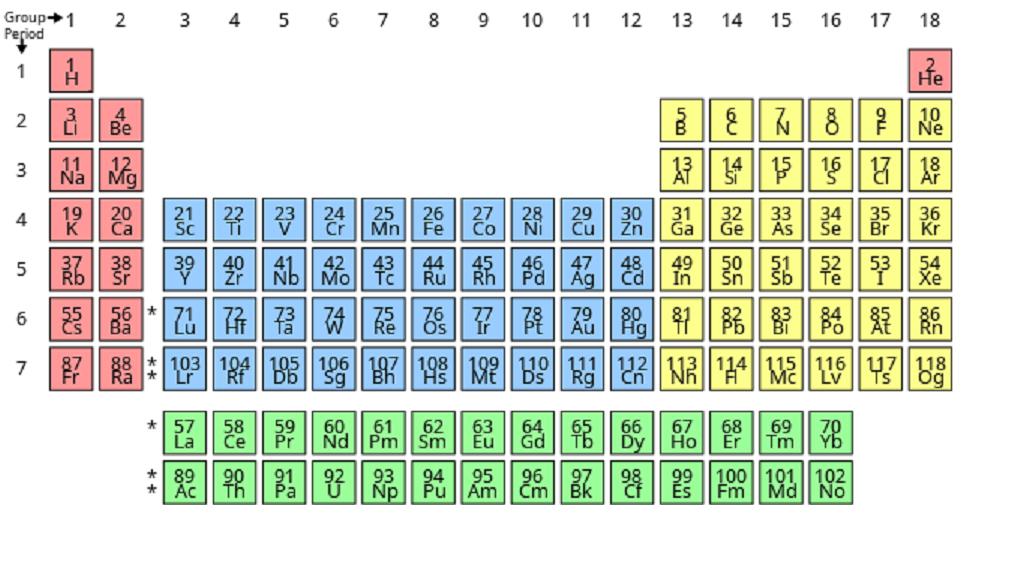 Group → 1 2 3 4 5 6 7 8 9 10 11 12 13 14 15 16 17 18
Period
↓
1 1 H 2 He
2 3 Li 4 Be 5 B 6 C 7 N 8 O 9 F 10 Ne
3 11 Na 12 Mg 13 Al 14 Si 15 P 16 S 17 Cl 18 Ar
4 19 K 20 Ca 21 Sc 22 Ti 23 V 24 Cr 25 Mn 26 Fe 27 Co 28 Ni 29 Cu 30 Zn 31 Ga 32 Ge 33 As 34 Se 35 Br 36 Kr
5 37 Rb 38 Sr 39 Y 40 Zr 41 Nb 42 Mo 43 Tc 44 Ru 45 Rh 46 Pd 47 Ag 48 Cd 49 In 50 Sn 51 Sb 52 Te 53 I 54 Xe
6 55 Cs 56 Ba * 71 Lu 72 Hf 73 Ta 74 W 75 Re 76 Os 77 Ir 78 Pt 79 Au 80 Hg 81 Tl 82 Pb 83 Bi 84 Po 85 At 86 Rn
7 87 Fr 88 Ra ** 103 Lr 104 Rf 105 Db 106 Sg 107 Bh 108 Hs 109 Mt 110 Ds 111 Rg 112 Cn 113 Nh 114 Fl 115 Mc 116 Lv 117 Ts 118 Og
* 57 La 58 Ce 59 Pr 60 Nd 61 Pm 62 Sm 63 Eu 64 Gd 65 Tb 66 Dy 67 Ho 68 Er 69 Tm 70 Yb
** 89 Ac 90 Th 91 Pa 92 U 93 Np 94 Pu 95 Am 96 Cm 97 Bk 98 Cf 99 Es 100 Fm 101 Md 102 No